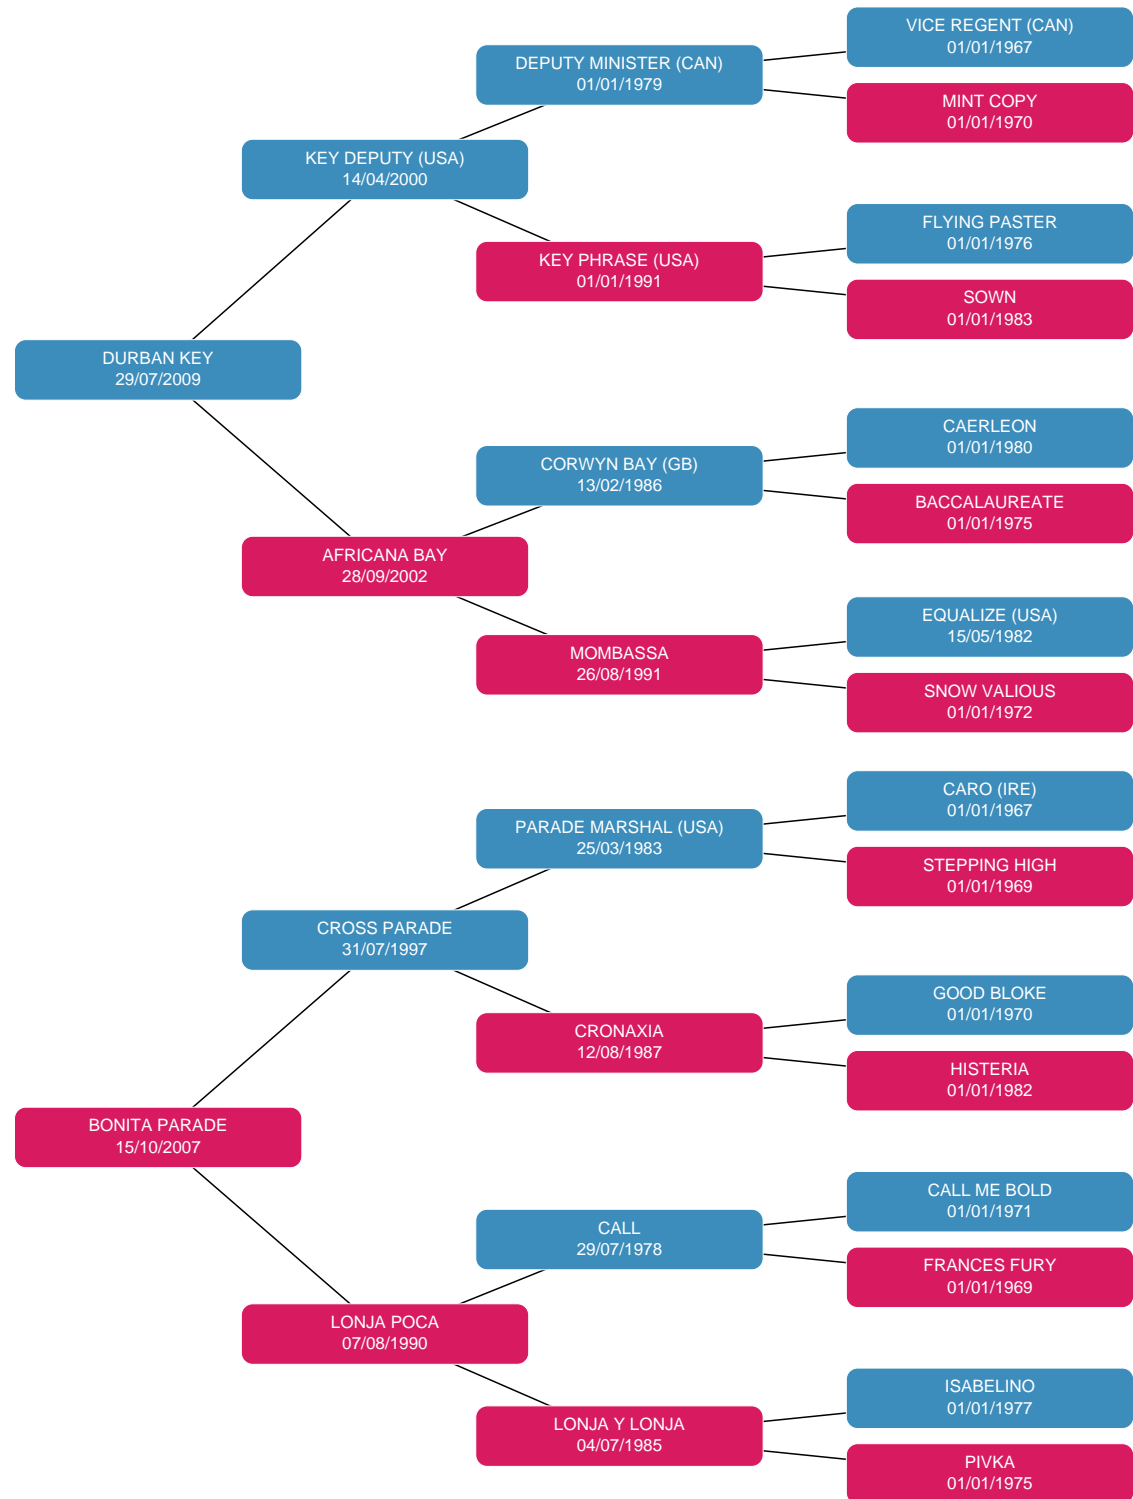 VICE REGENT (CAN)
01/01/1967
DEPUTY MINISTER (CAN)
01/01/1979
MINT COPY
01/01/1970
KEY DEPUTY (USA)
14/04/2000
FLYING PASTER
01/01/1976
KEY PHRASE (USA)
01/01/1991
SOWN
01/01/1983
DURBAN KEY
29/07/2009
CAERLEON
01/01/1980
CORWYN BAY (GB)
13/02/1986
BACCALAUREATE
01/01/1975
AFRICANA BAY
28/09/2002
EQUALIZE (USA)
15/05/1982
MOMBASSA
26/08/1991
SNOW VALIOUS
01/01/1972
CARO (IRE)
01/01/1967
PARADE MARSHAL (USA)
25/03/1983
STEPPING HIGH
01/01/1969
CROSS PARADE
31/07/1997
GOOD BLOKE
01/01/1970
CRONAXIA
12/08/1987
HISTERIA
01/01/1982
BONITA PARADE
15/10/2007
CALL ME BOLD
01/01/1971
CALL
29/07/1978
FRANCES FURY
01/01/1969
LONJA POCA
07/08/1990
ISABELINO
01/01/1977
LONJA Y LONJA
04/07/1985
PIVKA
01/01/1975